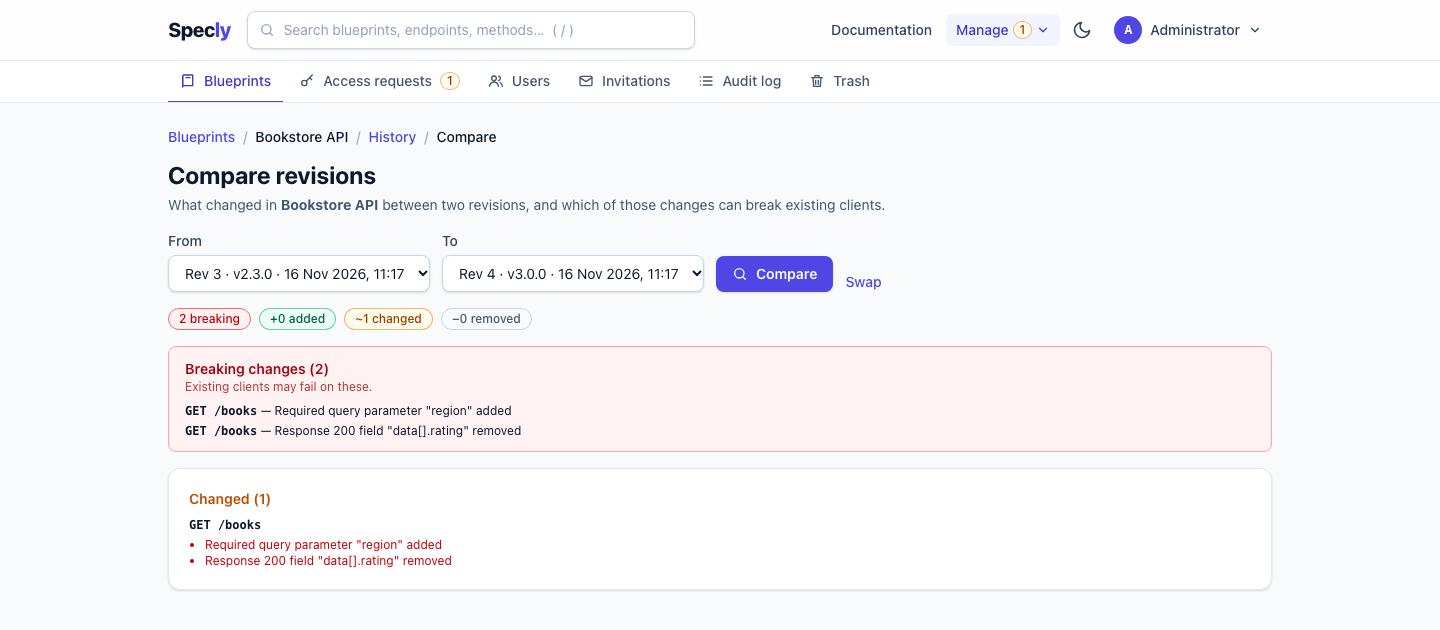 Specly
Search blueprints, endpoints, methods... ( / )
Documentation
Manage 1
A Administrator
Blueprints
Access requests 1
Users
Invitations
Audit log
Trash
Blueprints / Bookstore API / History / Compare
Compare revisions
What changed in Bookstore API between two revisions, and which of those changes can break existing clients.
From
To
Rev 3 · v2.3.0 · 16 Nov 2026, 11:17
Rev 4 · v3.0.0 · 16 Nov 2026, 11:17
Compare
Swap
2 breaking
+0 added
~1 changed
−0 removed
Breaking changes (2)
Existing clients may fail on these.
GET /books — Required query parameter "region" added
GET /books — Response 200 field "data[].rating" removed
Changed (1)
GET /books
• Required query parameter "region" added
• Response 200 field "data[].rating" removed